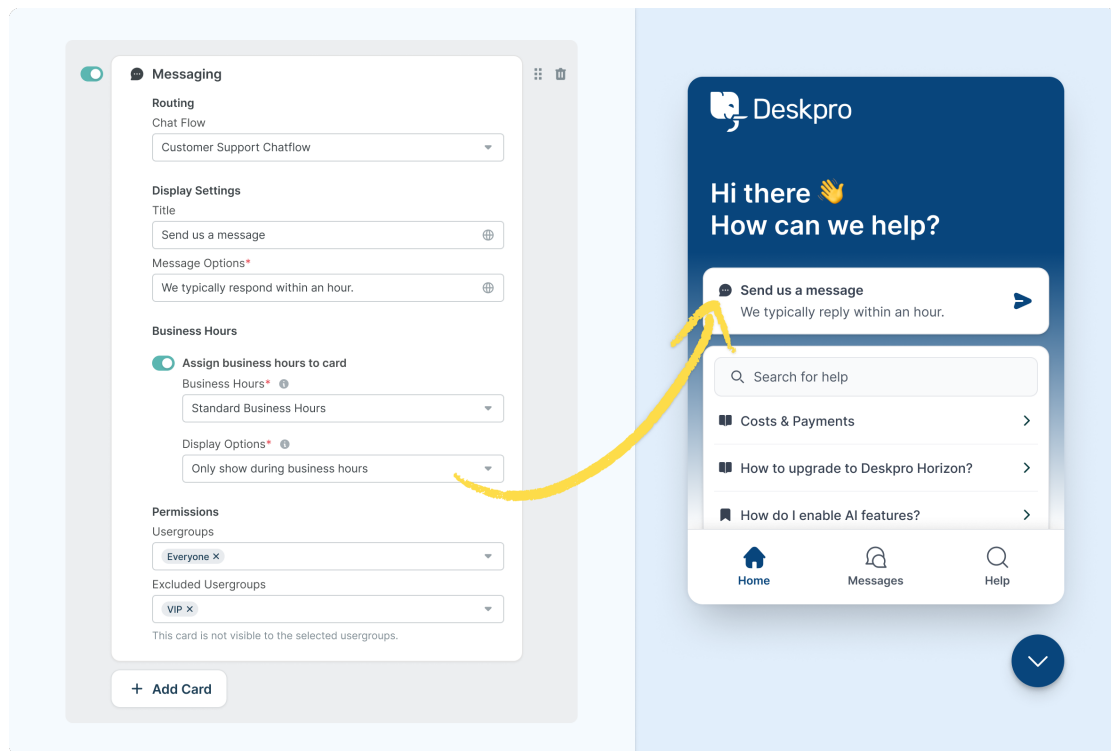 Messaging
Routing
Chat Flow
Customer Support Chatflow
Display Settings
Title
Send us a message
Message Options*
We typically respond within an hour.
Business Hours
Assign business hours to card
Business Hours*
Standard Business Hours
Display Options*
Only show during business hours
Permissions
Usergroups
Everyone ×
Excluded Usergroups
VIP ×
This card is not visible to the selected usergroups.
+ Add Card
Deskpro
Hi there 👋
How can we help?
Send us a message
We typically reply within an hour.
Search for help
Costs & Payments
How to upgrade to Deskpro Horizon?
How do I enable AI features?
Home
Messages
Help